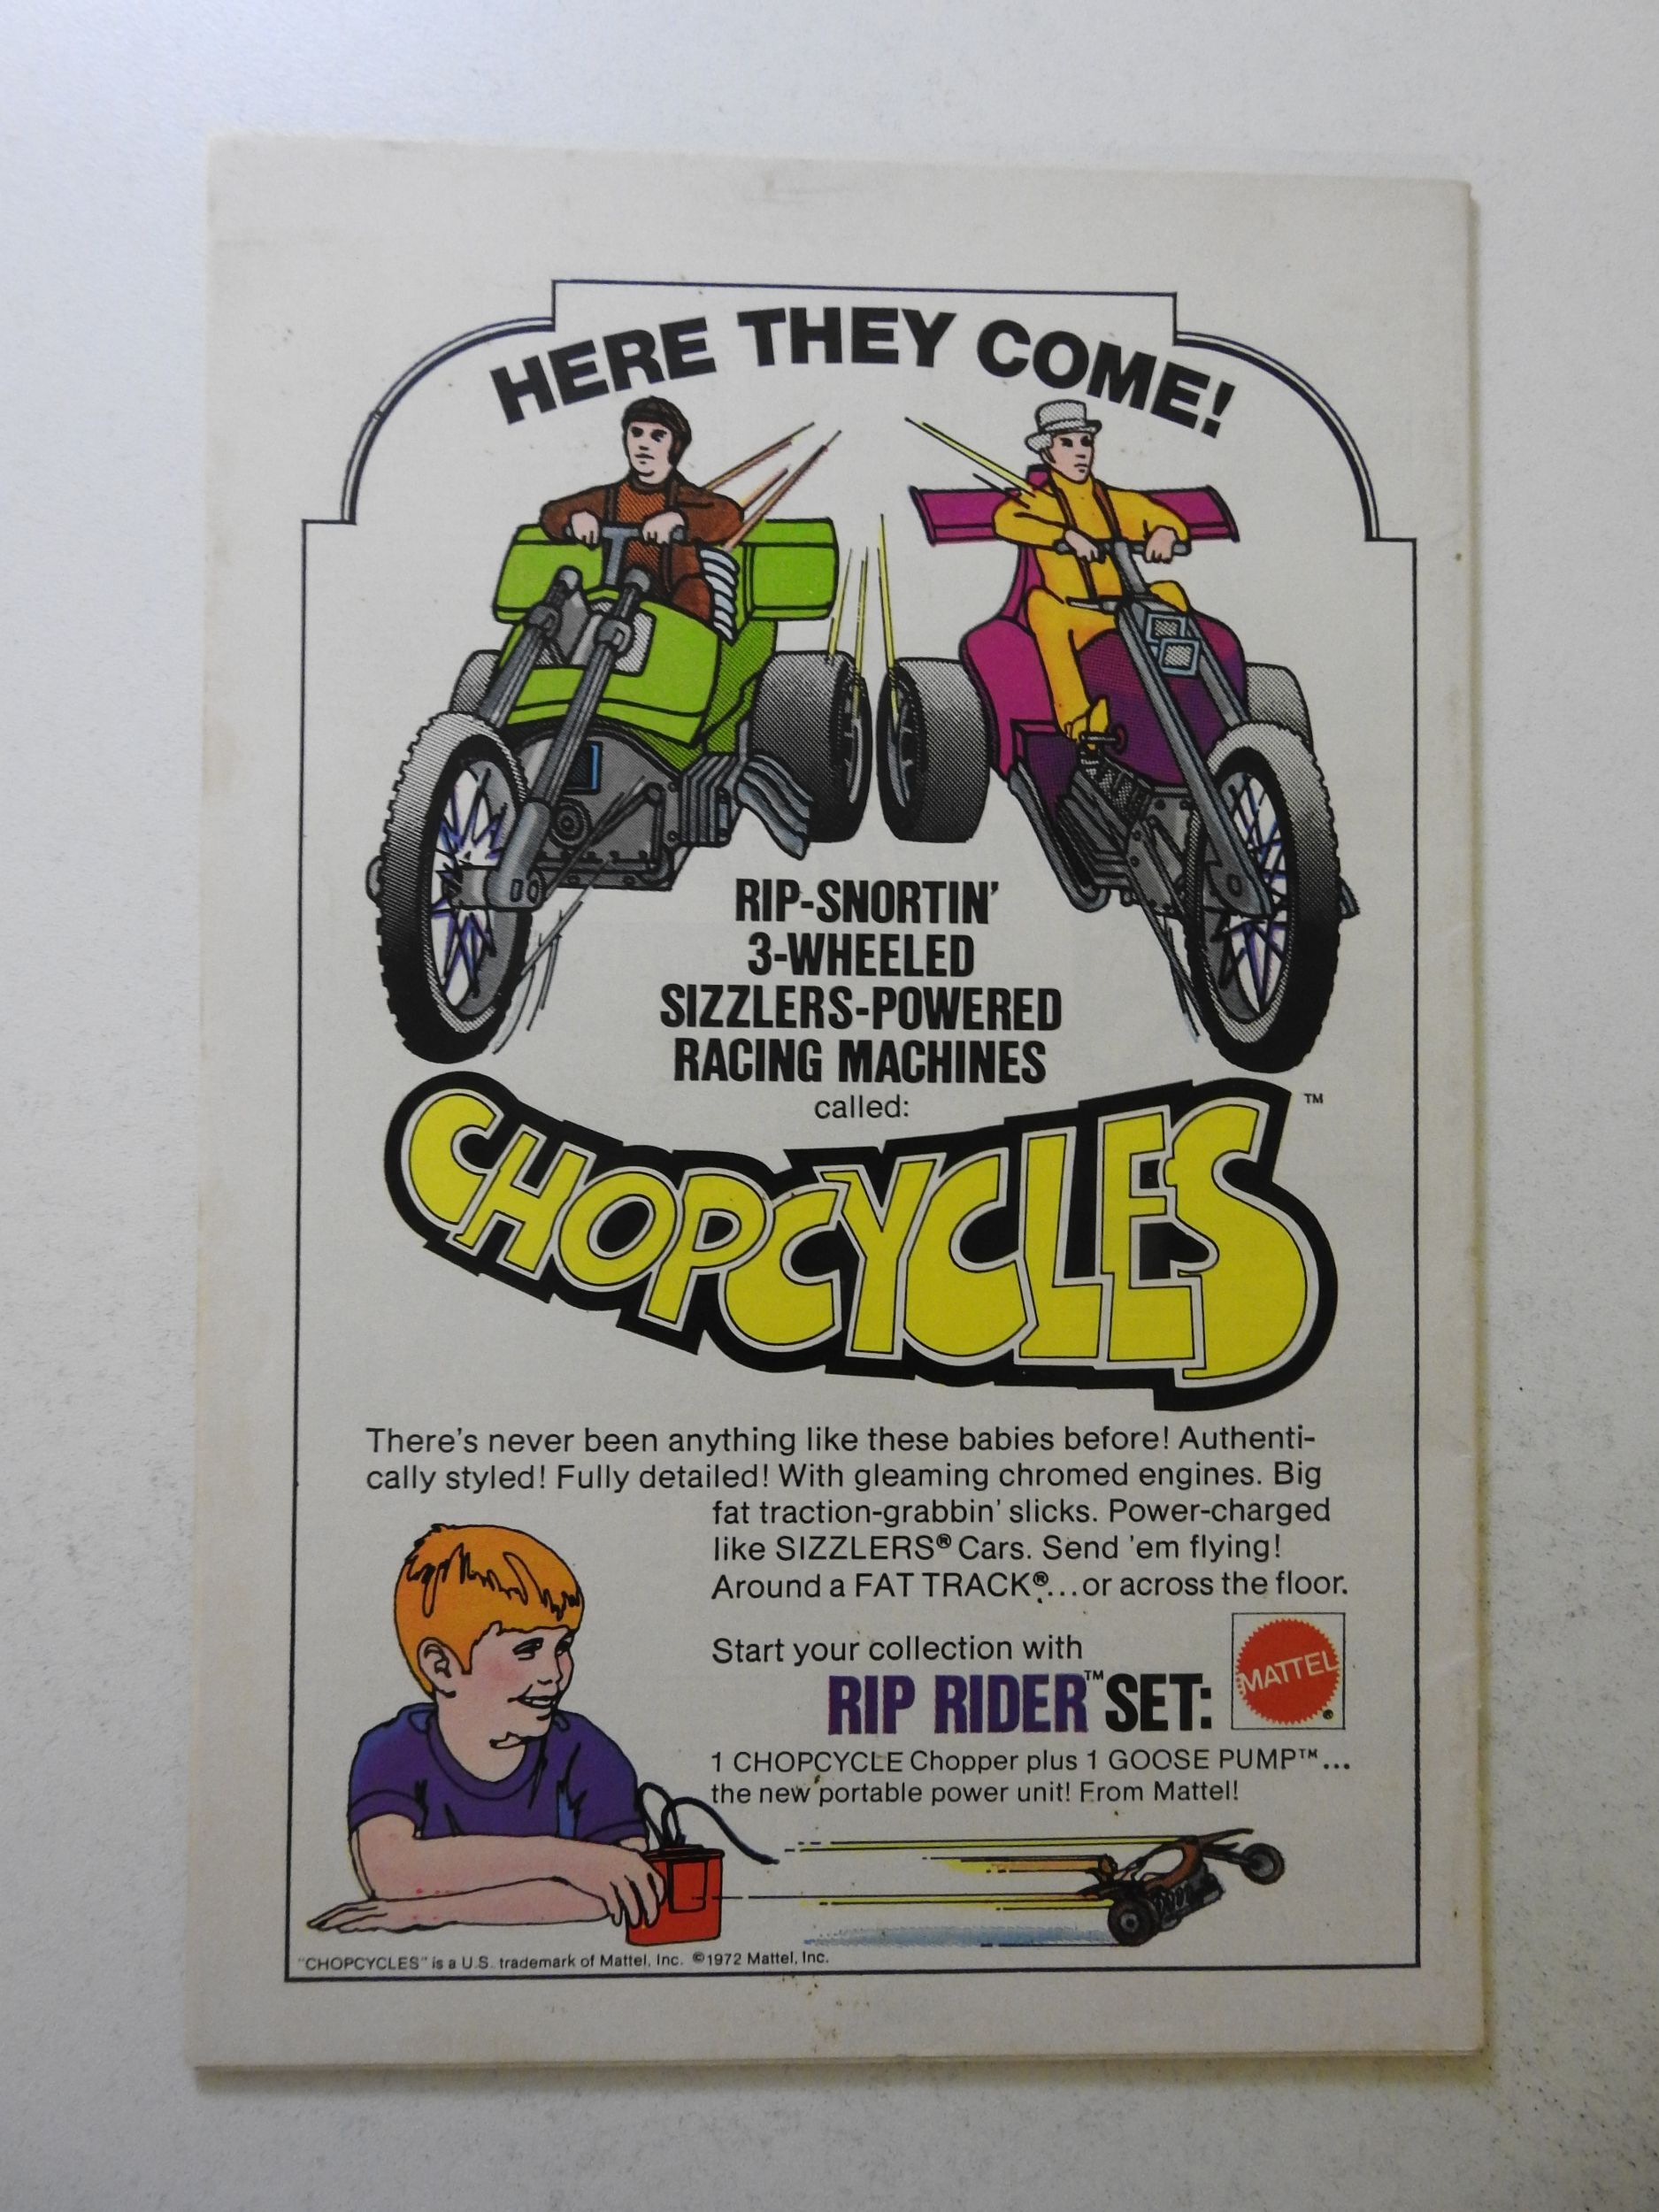 HERE THEY COME!
RIP-SNORTIN'
3-WHEELED
SIZZLERS-POWERED
RACING MACHINES
called:
CHOPCYCLES™
There's never been anything like these babies before! Authenti-
cally styled! Fully detailed! With gleaming chromed engines. Big
fat traction-grabbin' slicks. Power-charged
like SIZZLERS® Cars. Send 'em flying!
Around a FAT TRACK®...or across the floor.
Start your collection with
RIP RIDER™ SET:
MATTEL®
1 CHOPCYCLE Chopper plus 1 GOOSE PUMP™...
the new portable power unit! From Mattel!
"CHOPCYCLES" is a U.S. trademark of Mattel, Inc. ©1972 Mattel, Inc.